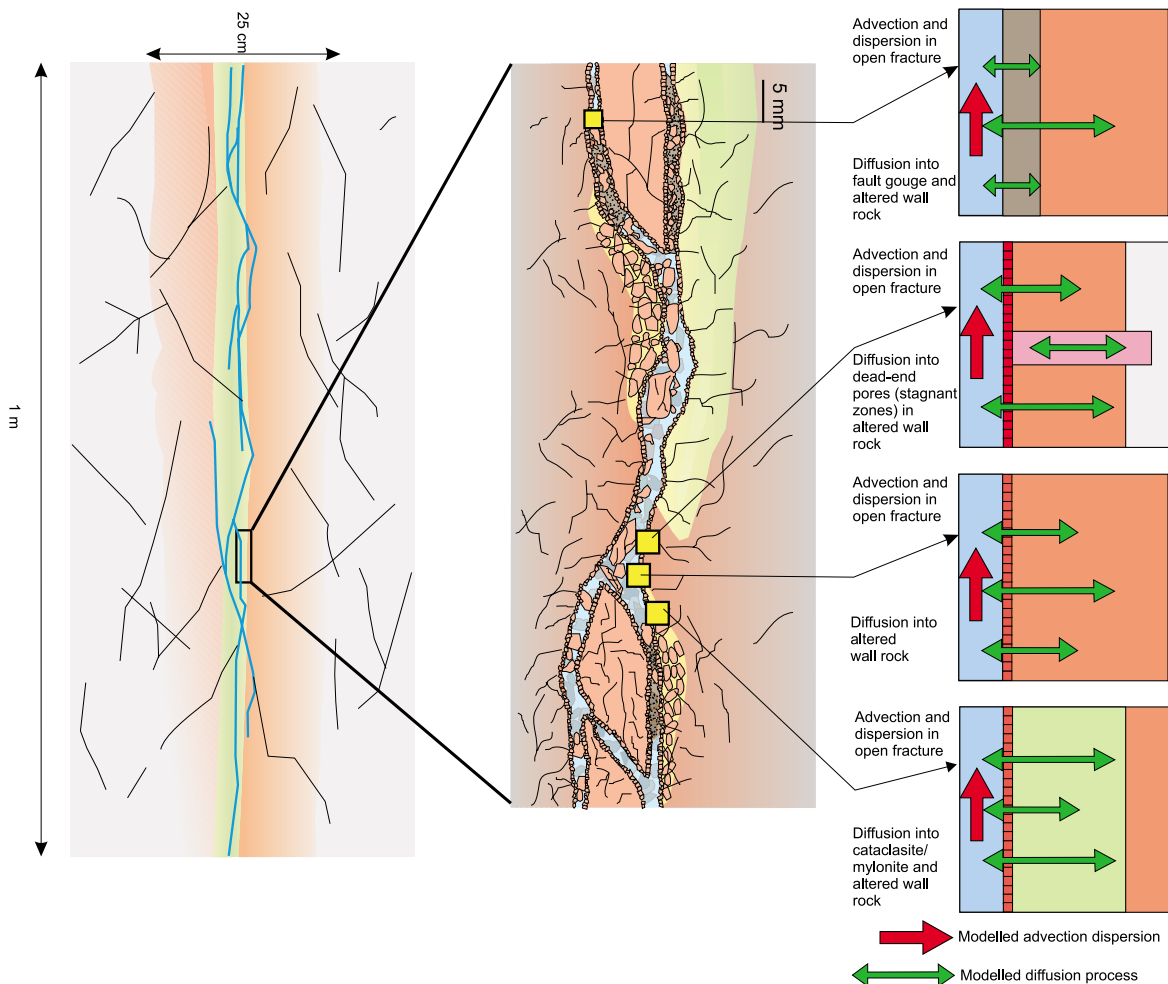 25 cm
1 m
5 mm
Advection and
dispersion in
open fracture
Diffusion into
fault gouge and
altered wall
rock
Advection and
dispersion in
open fracture
Diffusion into
dead-end
pores (stagnant
zones) in
altered wall
rock
Advection and
dispersion in
open fracture
Diffusion into
altered
wall rock
Advection and
dispersion in
open fracture
Diffusion into
cataclasite/
mylonite and
altered wall
rock
Modelled advection dispersion
Modelled diffusion process